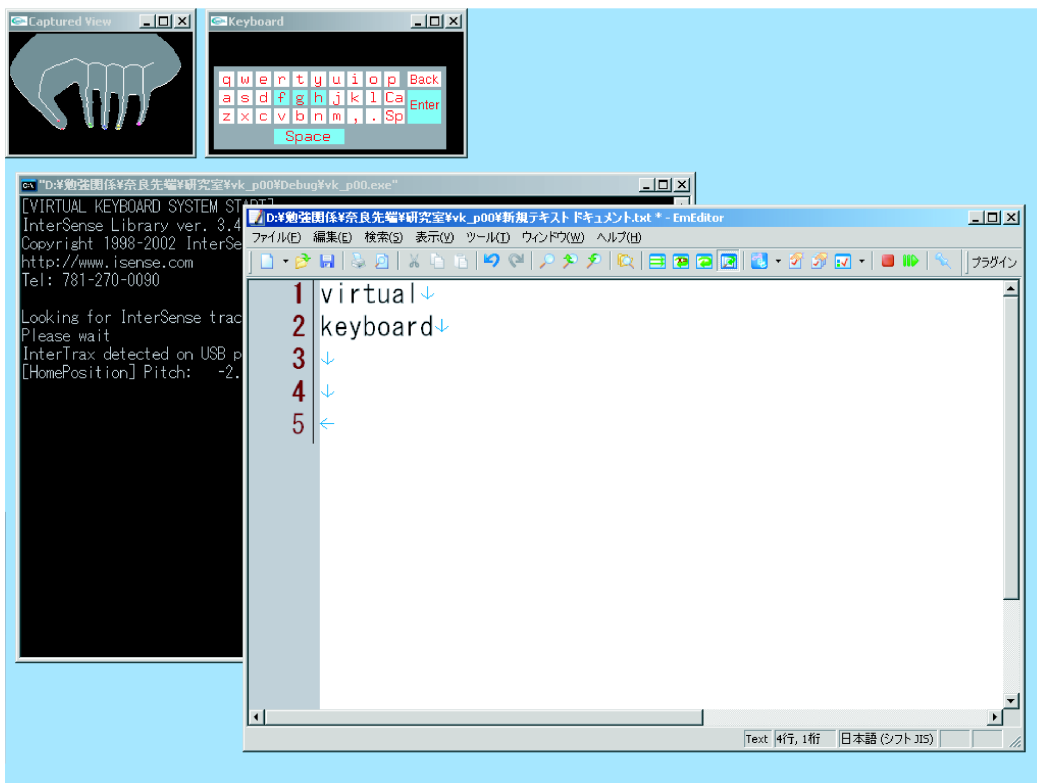 Captured View
Keyboard
q w e r t y u i o p Back
a s d f g h j k l Ca Enter
z x c v b n m , . Sp
Space
"D:¥勉強関係¥奈良先端¥研究室¥vk_p00¥Debug¥vk_p00.exe"
[VIRTUAL KEYBOARD SYSTEM START]
InterSense Library ver. 3.4
Copyright 1998-2002 InterSe
http://www.isense.com
Tel: 781-270-0090
Looking for InterSense trac
Please wait
InterTrax detected on USB p
[HomePosition] Pitch: -2.
D:¥勉強関係¥奈良先端¥研究室¥vk_p00¥新規テキスト ドキュメント.txt * - EmEditor
ファイル(F) 編集(E) 検索(S) 表示(V) ツール(T) ウィンドウ(W) ヘルプ(H)
プラグイン
1 virtual↓
2 keyboard↓
3 ↓
4 ↓
5 ←
Text 4行, 1桁 日本語 (シフト JIS)